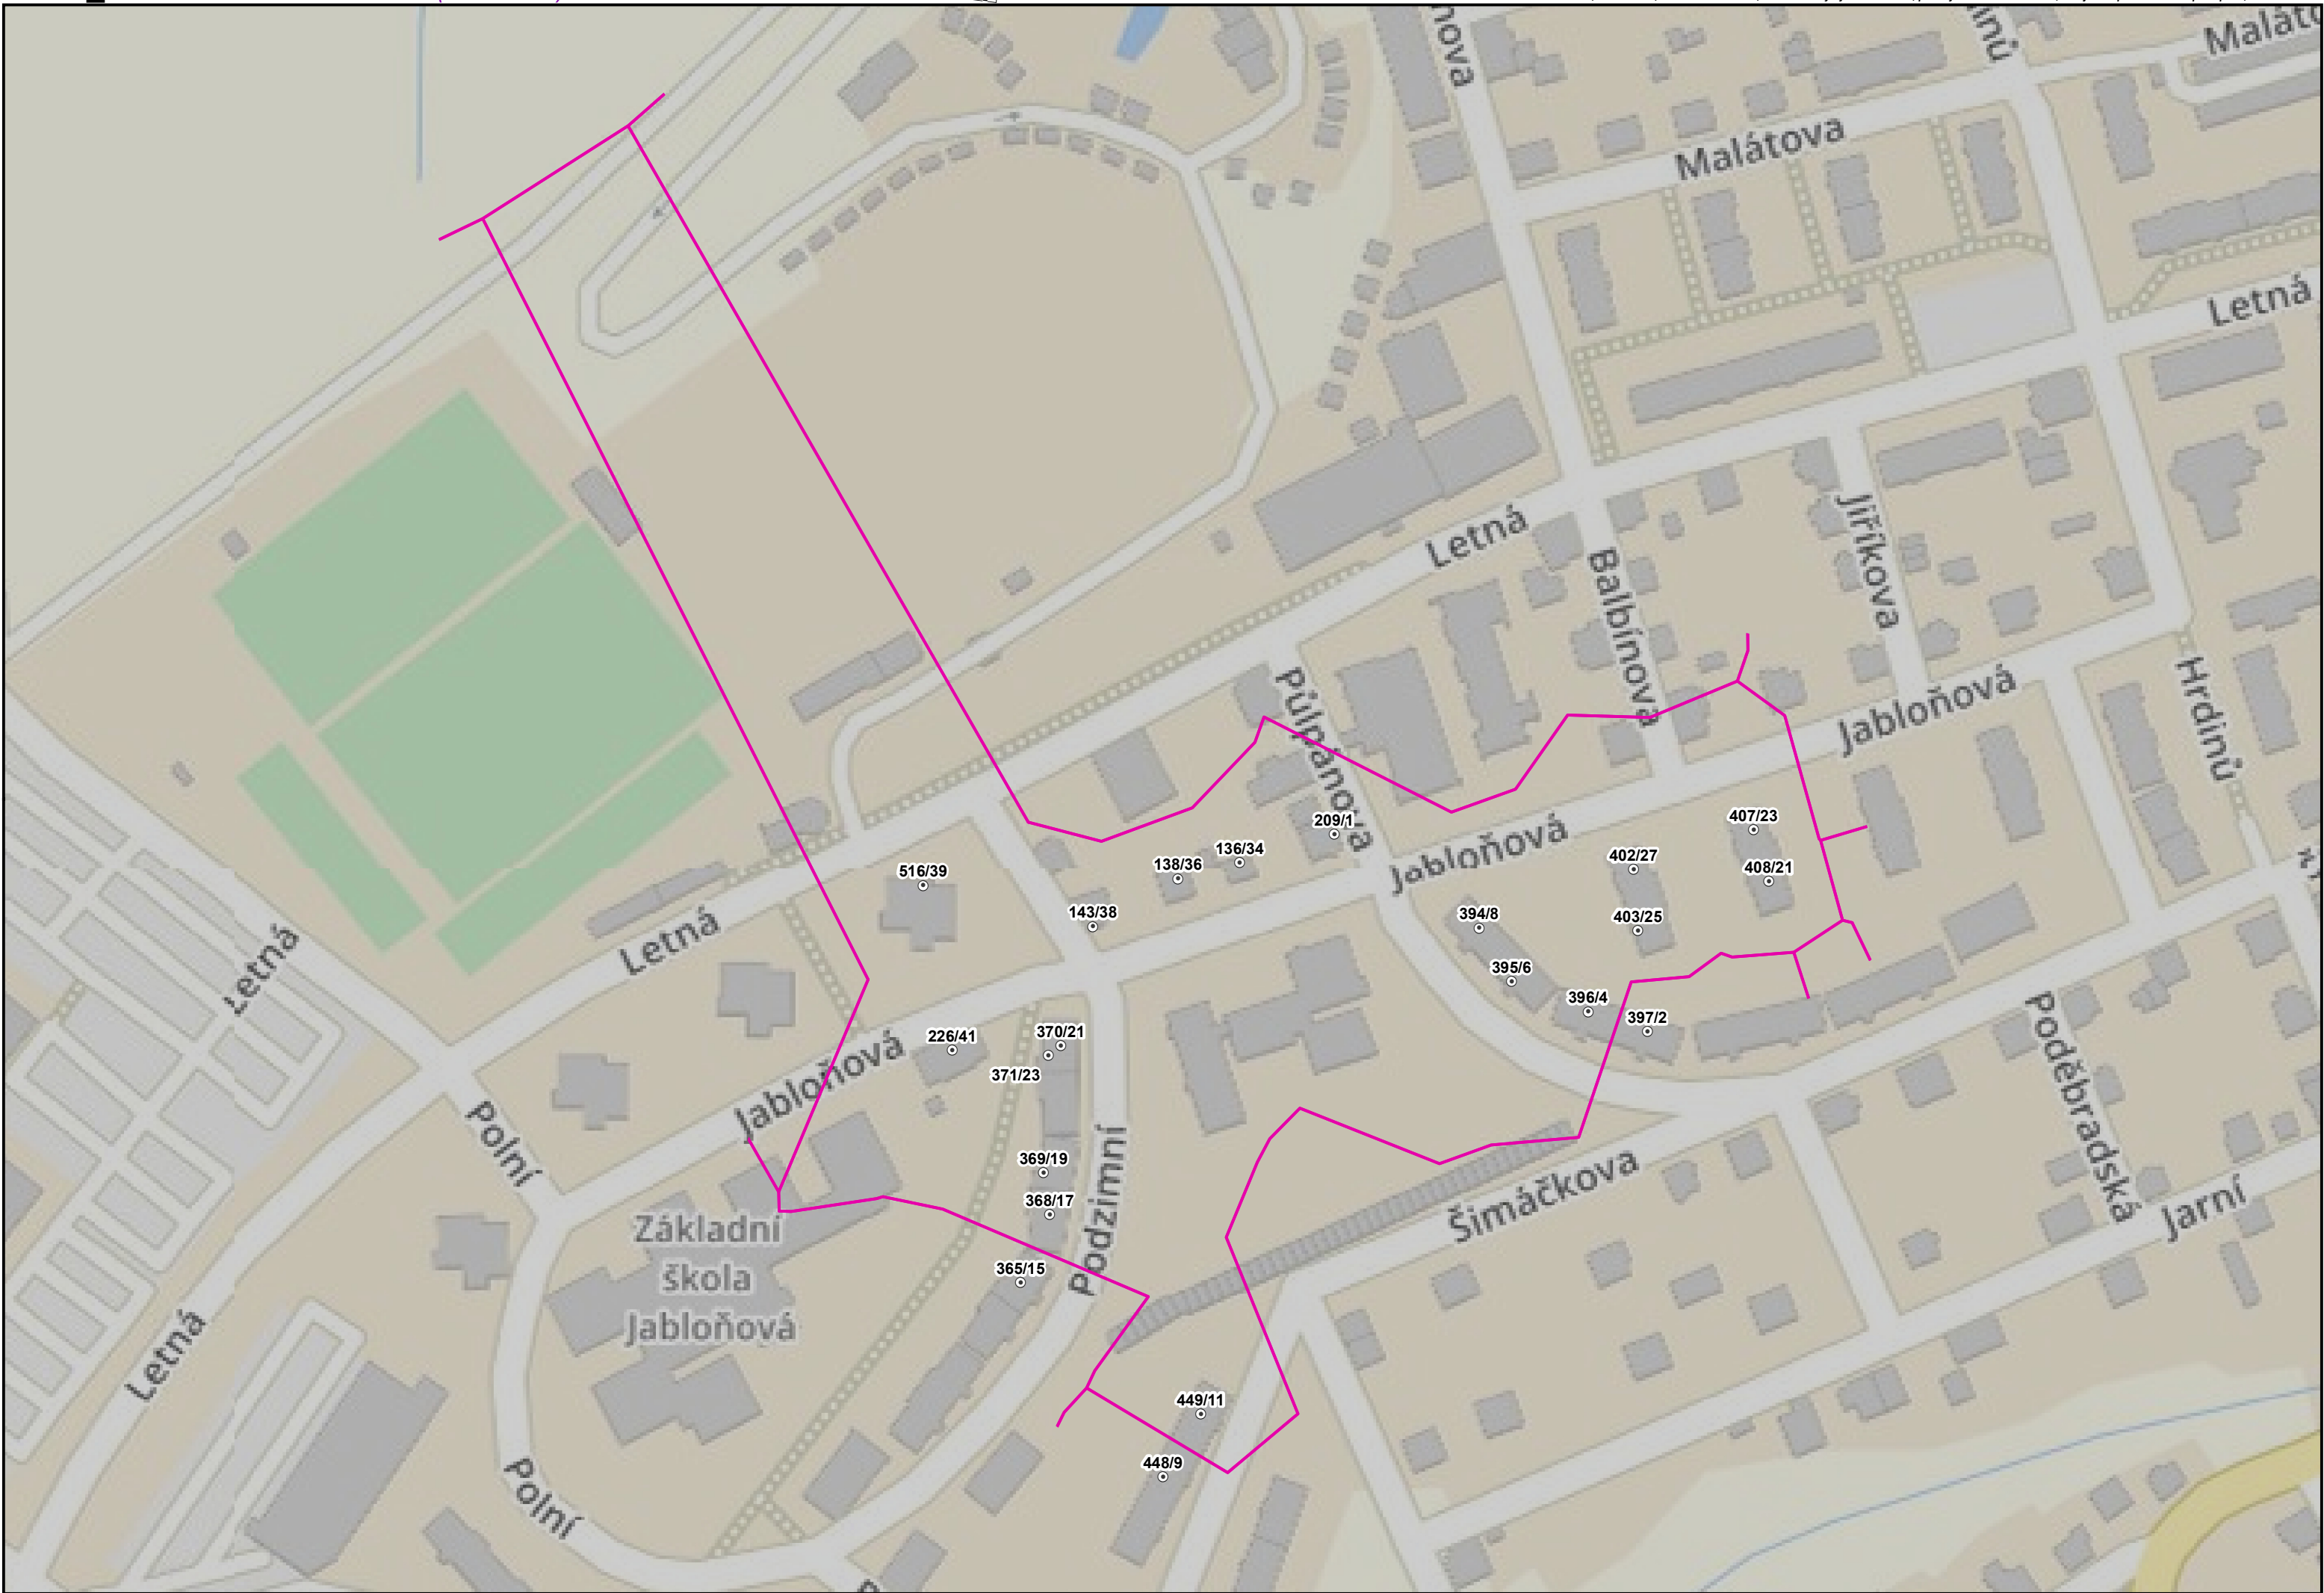 Malátova
Letná
Letná
Jiříkova
Balbínova
Půlpánova
Hrdinů
Jabloňová
407/23
209/1
Jabloňová
136/34
402/27
138/36
516/39
408/21
143/38
403/25
394/8
Letná
Letná
395/6
396/4
397/2
370/21
226/41
371/23
Jabloňová
Polní
Podzimní
Poděbradská
369/19
Šimáčkova
368/17
Jarní
Základní
škola
Jabloňová
365/15
Letná
449/11
448/9
Polní